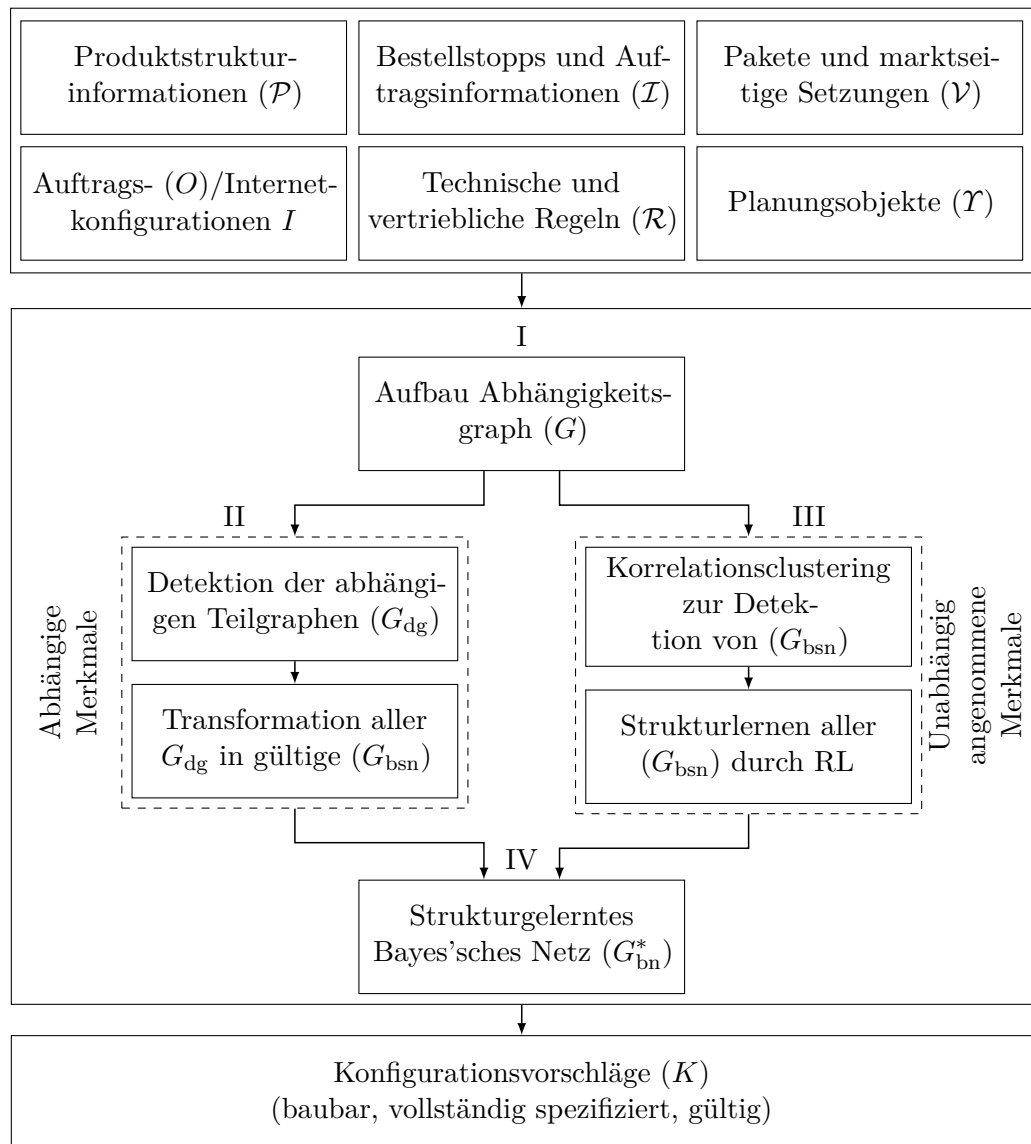 Produktstruktur-
informationen (𝒫)
Bestellstopps und Auf-
tragsinformationen (ℐ)
Pakete und marktsei-
tige Setzungen (𝒱)
Auftrags- (O)/Internet-
konfigurationen I
Technische und
vertriebliche Regeln (ℛ)
Planungsobjekte (ϒ)
I
Aufbau Abhängigkeits-
graph (G)
II
III
Abhängige
Merkmale
Detektion der abhängi-
gen Teilgraphen (G_dg)
Transformation aller
G_dg in gültige (G_bsn)
Korrelationsclustering
zur Detek-
tion von (G_bsn)
Strukturlernen aller
(G_bsn) durch RL
Unabhängig
angenommene
Merkmale
IV
Strukturgelerntes
Bayes'sches Netz (G*_bn)
Konfigurationsvorschläge (K)
(baubar, vollständig spezifiziert, gültig)